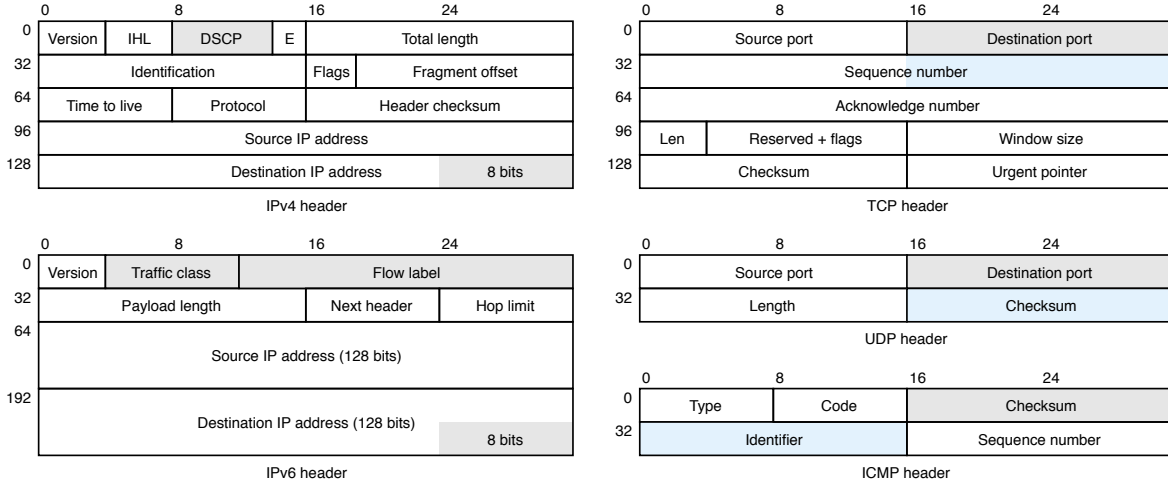 0 8 16 24
0 Version IHL DSCP E Total length
32 Identification Flags Fragment offset
64 Time to live Protocol Header checksum
96 Source IP address
128 Destination IP address 8 bits
IPv4 header
0 8 16 24
0 Source port Destination port
32 Sequence number
64 Acknowledge number
96 Len Reserved + flags Window size
128 Checksum Urgent pointer
TCP header
0 8 16 24
0 Version Traffic class Flow label
32 Payload length Next header Hop limit
64 Source IP address (128 bits)
192 Destination IP address (128 bits) 8 bits
IPv6 header
0 8 16 24
0 Source port Destination port
32 Length Checksum
UDP header
0 8 16 24
0 Type Code Checksum
32 Identifier Sequence number
ICMP header